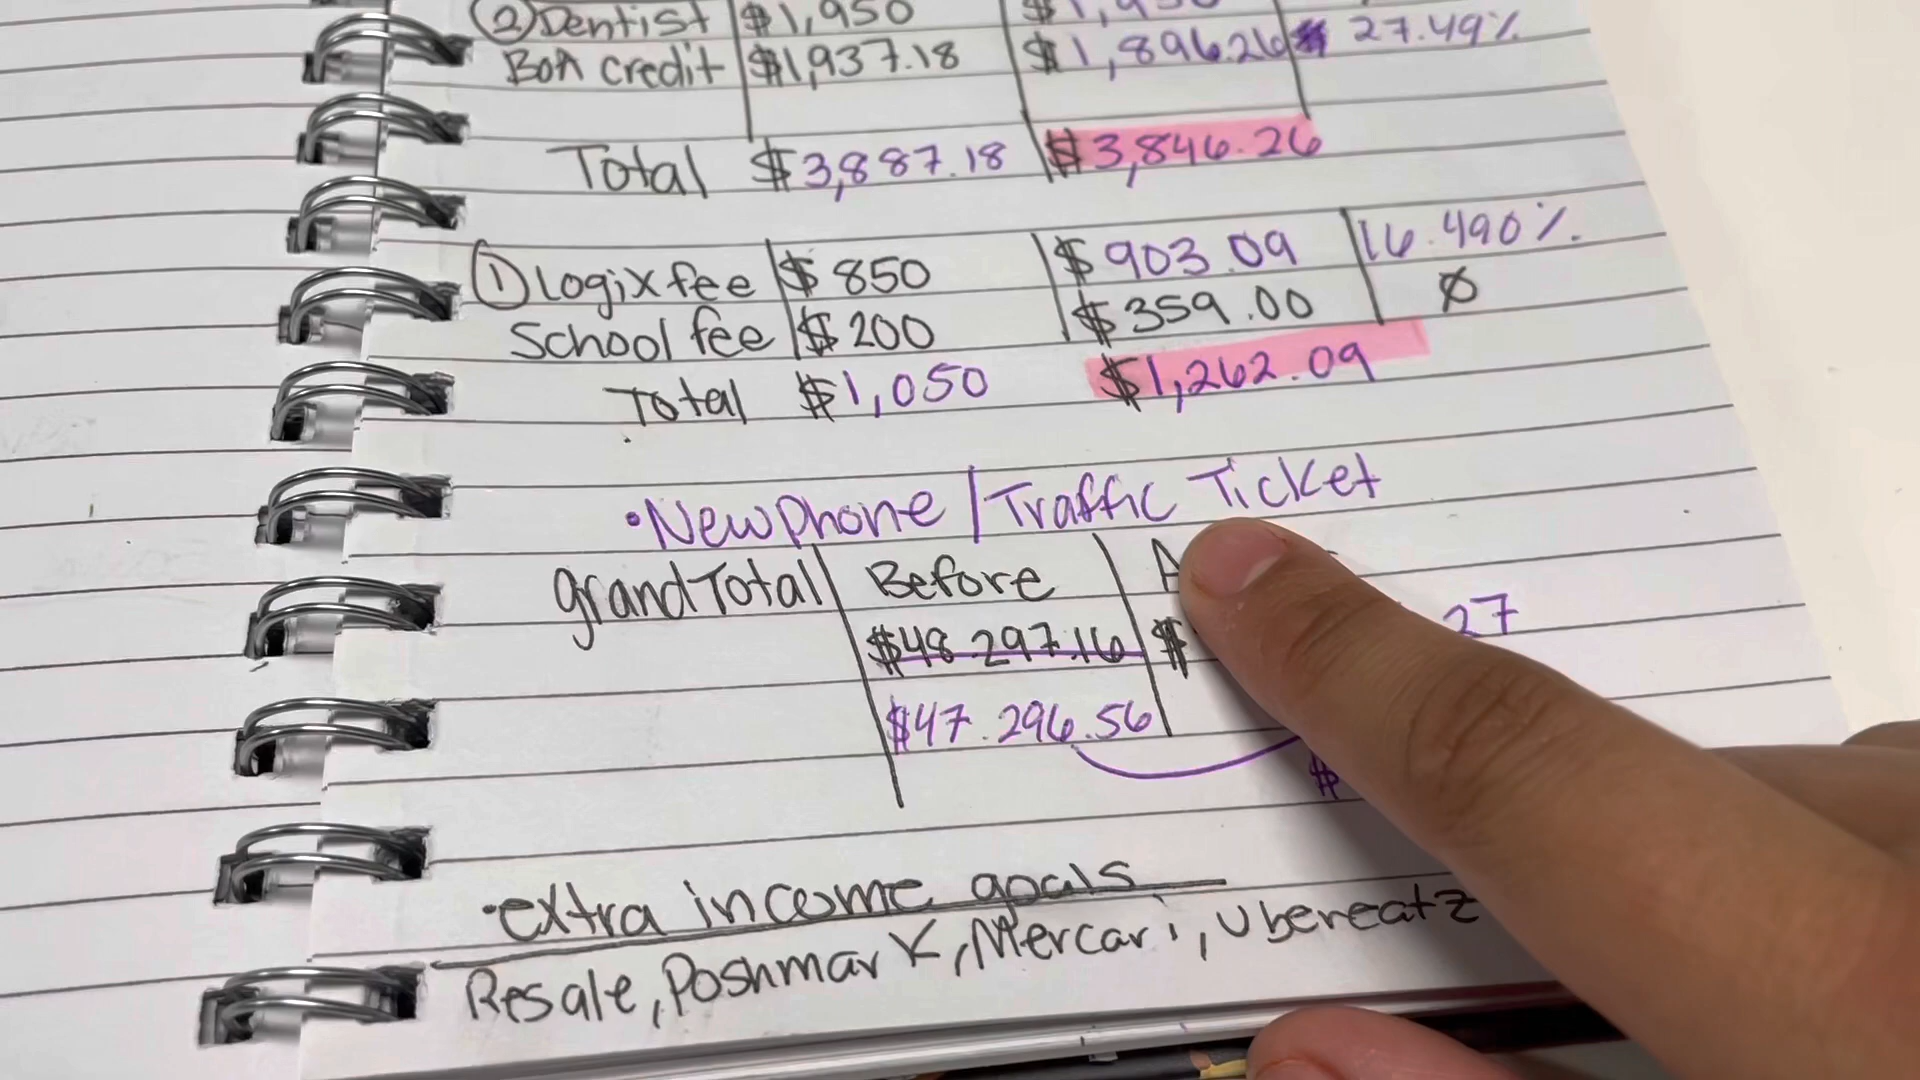 ② Dentist $1,950
BoA credit $1,937.18 $1,896.26 27.49%
Total $3,887.18 $3,846.26
① Logix fee $850 $903.09 16.490%
School fee $200 $359.00 Ø
Total $1,050 $1,262.09
•New phone / Traffic Ticket
grand Total Before
$48.297.16 $ 27
$47.296.56
$
•extra income goals
Resale, Poshmark, Mercari, Ubereatz